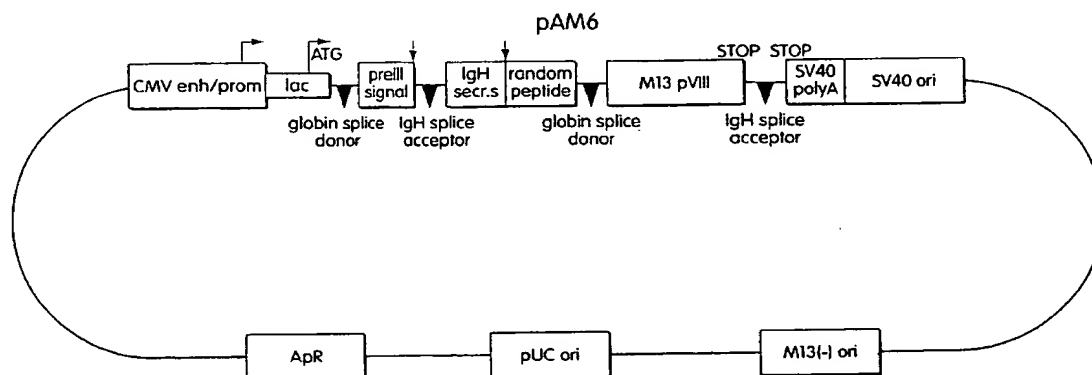 pAM6
STOP STOP
ATG
CMV enh/prom
lac
preIII
signal
IgH
secr.s
random
peptide
M13 pVIII
SV40
polyA
SV40 ori
globin splice
donor
IgH splice
acceptor
globin splice
donor
IgH splice
acceptor
ApR
pUC ori
M13(-) ori